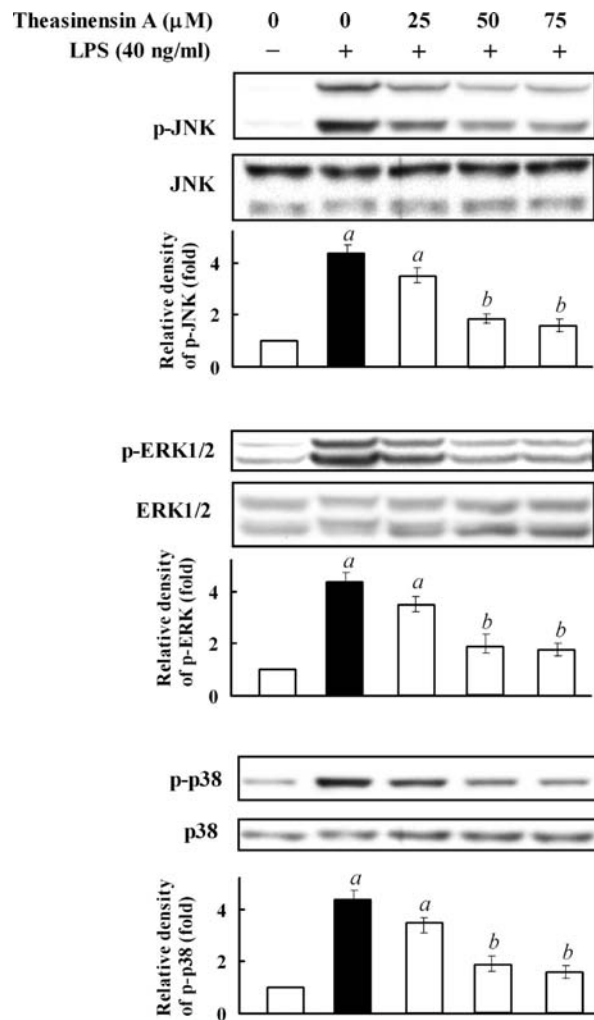 Theasinensin A (μM) 0 0 25 50 75
LPS (40 ng/ml) − + + + +
p-JNK
JNK
Relative density
of p-JNK (fold)
4
2
0
a
a
b
b
p-ERK1/2
ERK1/2
Relative density
of p-ERK (fold)
4
2
0
a
a
b
b
p-p38
p38
Relative density
of p-p38 (fold)
4
2
0
a
a
b
b